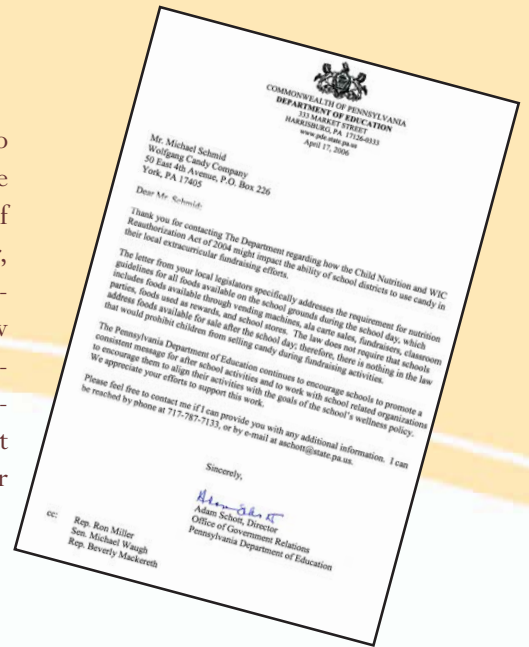 o
e
f
,
-
w
-
-
t
r
COMMONWEALTH OF PENNSYLVANIA
DEPARTMENT OF EDUCATION
333 MARKET STREET
HARRISBURG, PA 17126-0333
www.pde.state.pa.us
April 17, 2006
Mr. Michael Schmid
Wolfgang Candy Company
50 East 4th Avenue, P.O. Box 226
York, PA 17405
Dear Mr. Schmid:
Thank you for contacting The Department regarding how the Child Nutrition and WIC
Reauthorization Act of 2004 might impact the ability of school districts to use candy in
their local extracurricular fundraising efforts.
The letter from your local legislators specifically addresses the requirement for nutrition
guidelines for all foods available on the school grounds during the school day, which
includes foods available through vending machines, ala carte sales, fundraisers, classroom
parties, foods used as rewards, and school stores. The law does not require that schools
address foods available for sale after the school day; therefore, there is nothing in the law
that would prohibit children from selling candy during fundraising activities.
The Pennsylvania Department of Education continues to encourage schools to promote a
consistent message for after school activities and to work with school related organizations
to encourage them to align their activities with the goals of the school's wellness policy.
We appreciate your efforts to support this work.
Please feel free to contact me if I can provide you with any additional information. I can
be reached by phone at 717-787-7133, or by e-mail at aschott@state.pa.us.
Sincerely,
Adam Schott
Adam Schott, Director
Office of Government Relations
Pennsylvania Department of Education
cc: Rep. Ron Miller
Sen. Michael Waugh
Rep. Beverly Mackereth